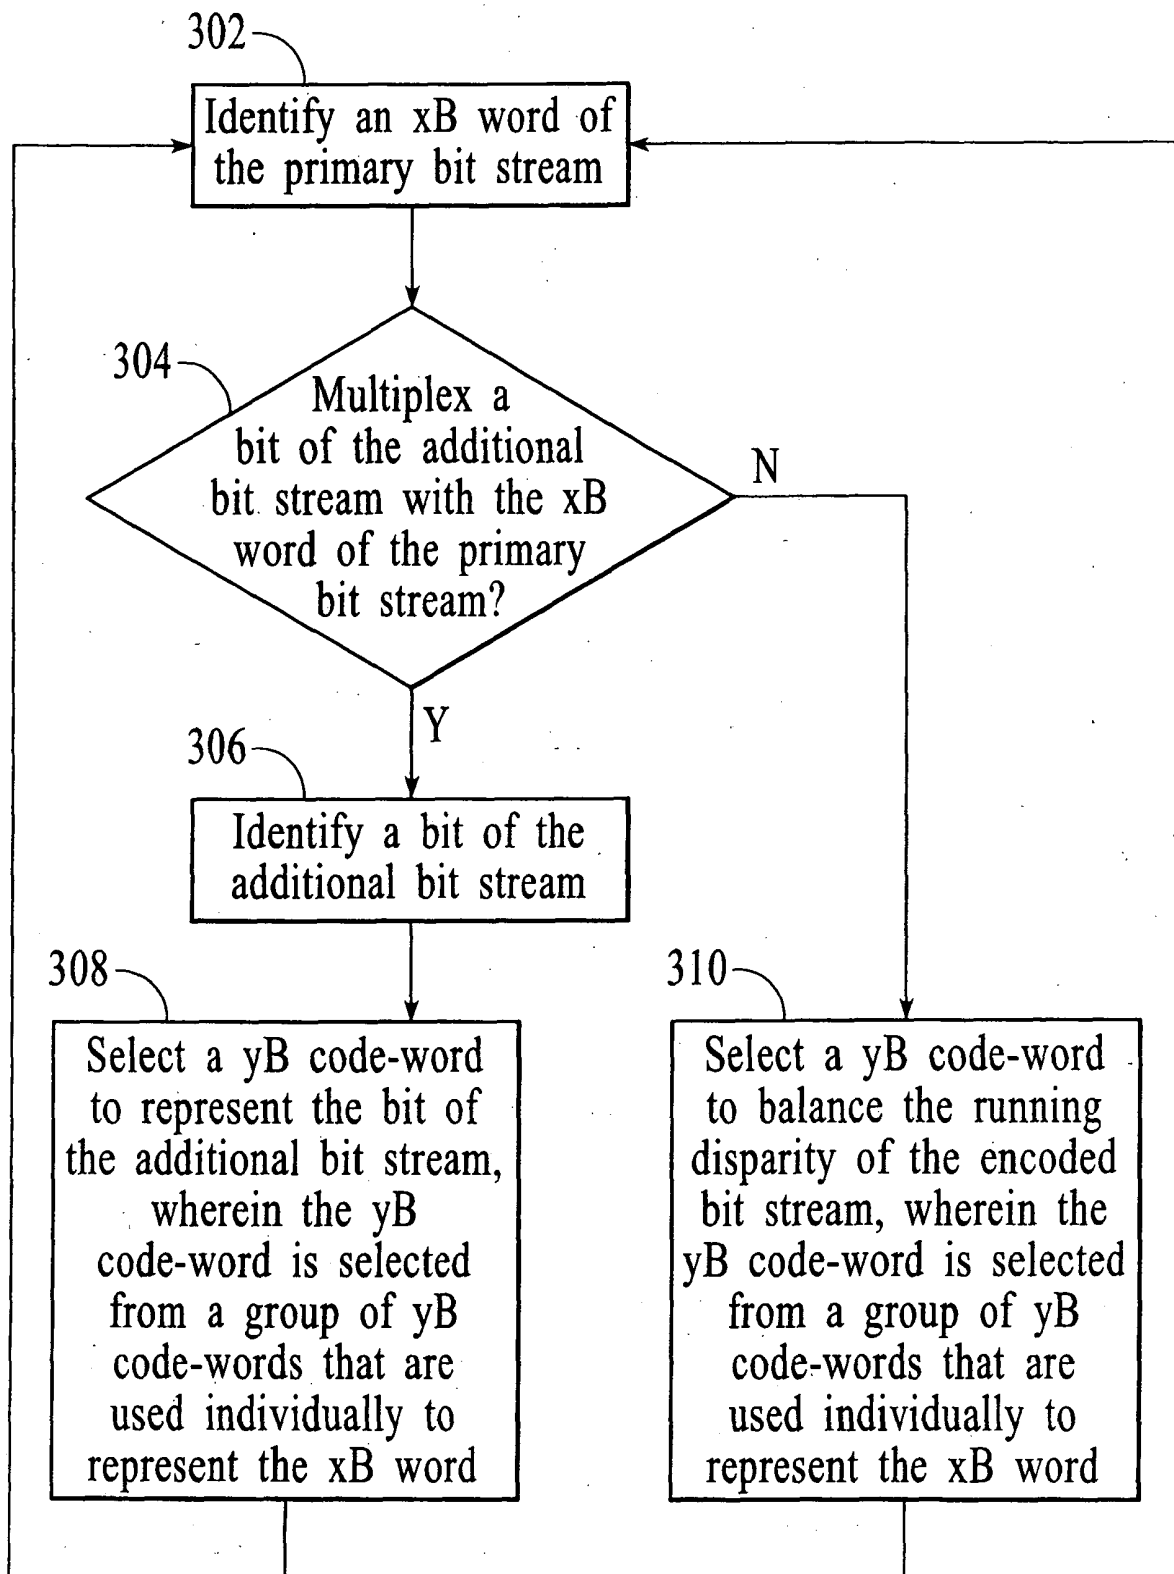 302
Identify an xB word of
the primary bit stream
304
Multiplex a
bit of the additional
bit stream with the xB
word of the primary
bit stream?
N
Y
306
Identify a bit of the
additional bit stream
308
Select a yB code-word
to represent the bit of
the additional bit stream,
wherein the yB
code-word is selected
from a group of yB
code-words that are
used individually to
represent the xB word
310
Select a yB code-word
to balance the running
disparity of the encoded
bit stream, wherein the
yB code-word is selected
from a group of yB
code-words that are
used individually to
represent the xB word